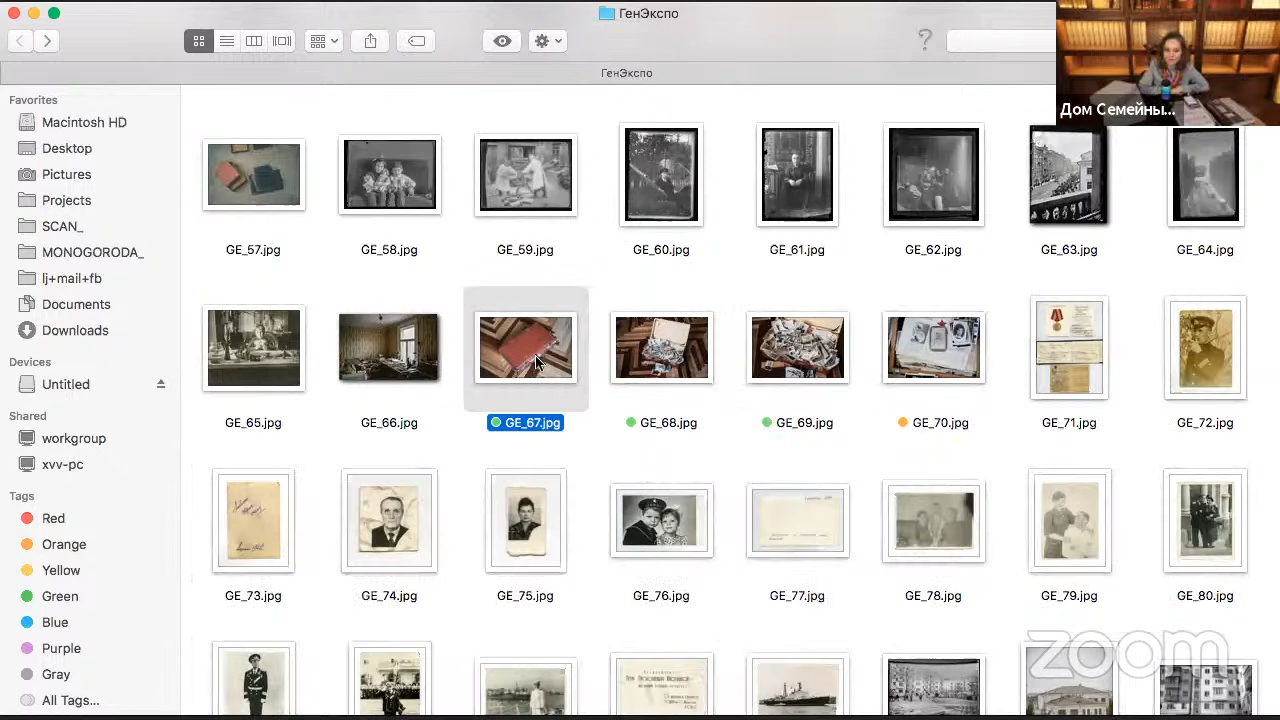 ГенЭкспо
ГенЭкспо
Дом Семейны...
Favorites
Macintosh HD
Desktop
Pictures
Projects
SCAN_
MONOGORODA_
lj+mail+fb
Documents
Downloads
Devices
Untitled
Shared
workgroup
xvv-pc
Tags
Red
Orange
Yellow
Green
Blue
Purple
Gray
All Tags...
GE_57.jpg GE_58.jpg GE_59.jpg GE_60.jpg GE_61.jpg GE_62.jpg GE_63.jpg GE_64.jpg
GE_65.jpg GE_66.jpg GE_67.jpg GE_68.jpg GE_69.jpg GE_70.jpg GE_71.jpg GE_72.jpg
GE_73.jpg GE_74.jpg GE_75.jpg GE_76.jpg GE_77.jpg GE_78.jpg GE_79.jpg GE_80.jpg
zoom